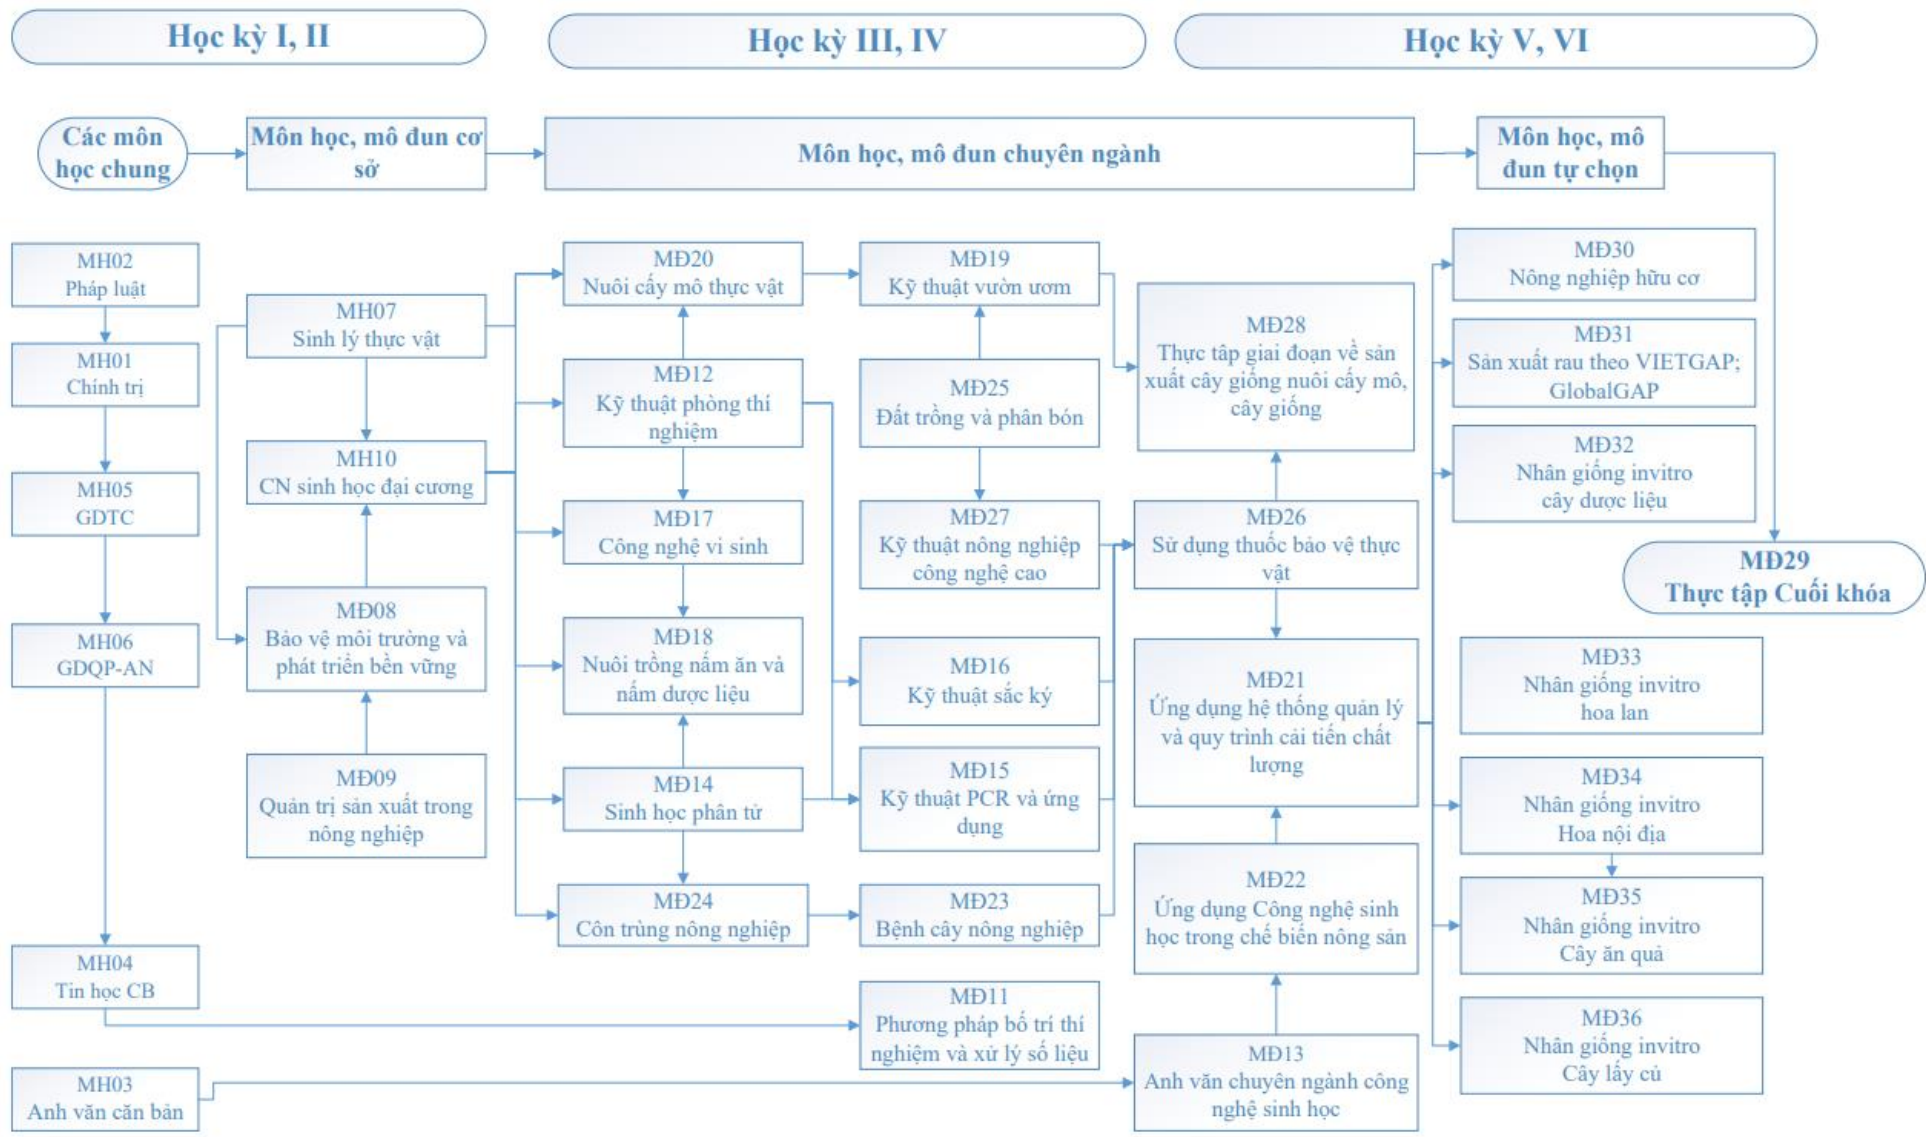 Học kỳ I, II
Học kỳ III, IV
Học kỳ V, VI
Các môn
học chung
Môn học, mô đun cơ
sở
Môn học, mô đun chuyên ngành
Môn học, mô
đun tự chọn
MH02
Pháp luật
MH01
Chính trị
MH05
GDTC
MH06
GDQP-AN
MH04
Tin học CB
MH03
Anh văn căn bản
MH07
Sinh lý thực vật
MH10
CN sinh học đại cương
MĐ08
Bảo vệ môi trường và
phát triển bền vững
MĐ09
Quản trị sản xuất trong
nông nghiệp
MĐ20
Nuôi cấy mô thực vật
MĐ12
Kỹ thuật phòng thí
nghiệm
MĐ17
Công nghệ vi sinh
MĐ18
Nuôi trồng nấm ăn và
nấm dược liệu
MĐ14
Sinh học phân tử
MĐ24
Côn trùng nông nghiệp
MĐ19
Kỹ thuật vườn ươm
MĐ25
Đất trồng và phân bón
MĐ27
Kỹ thuật nông nghiệp
công nghệ cao
MĐ16
Kỹ thuật sắc ký
MĐ15
Kỹ thuật PCR và ứng
dụng
MĐ23
Bệnh cây nông nghiệp
MĐ11
Phương pháp bố trí thí
nghiệm và xử lý số liệu
MĐ28
Thực tâp giai đoạn về sản
xuất cây giống nuôi cấy mô,
cây giống
MĐ26
Sử dụng thuốc bảo vệ thực
vật
MĐ21
Ứng dụng hệ thống quản lý
và quy trình cải tiến chất
lượng
MĐ22
Ứng dụng Công nghệ sinh
học trong chế biến nông sản
MĐ13
Anh văn chuyên ngành công
nghệ sinh học
MĐ30
Nông nghiệp hữu cơ
MĐ31
Sản xuất rau theo VIETGAP;
GlobalGAP
MĐ32
Nhân giống invitro
cây dược liệu
MĐ29
Thực tập Cuối khóa
MĐ33
Nhân giống invitro
hoa lan
MĐ34
Nhân giống invitro
Hoa nội địa
MĐ35
Nhân giống invitro
Cây ăn quả
MĐ36
Nhân giống invitro
Cây lấy củ